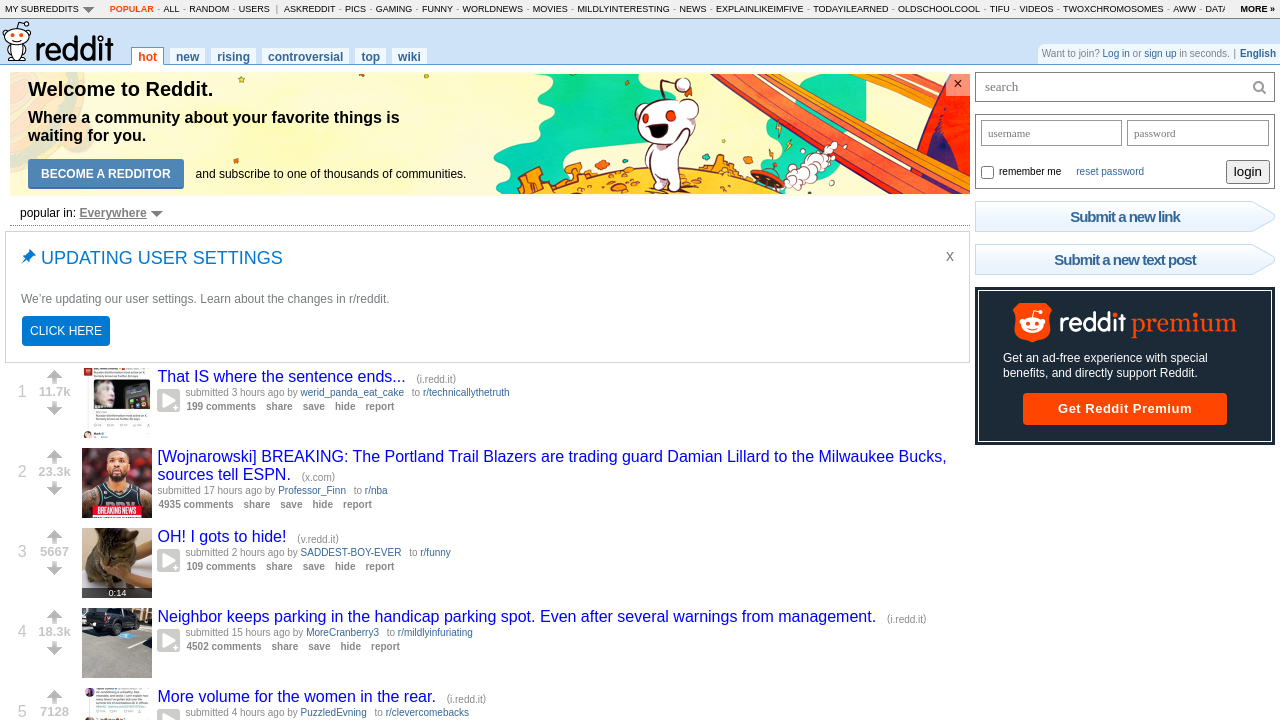 MY SUBREDDITS POPULAR - ALL - RANDOM - USERS | ASKREDDIT - PICS - GAMING - FUNNY - WORLDNEWS - MOVIES - MILDLYINTERESTING - NEWS - EXPLAINLIKEIMFIVE - TODAYILEARNED - OLDSCHOOLCOOL - TIFU - VIDEOS - TWOXCHROMOSOMES - AWW - DATA MORE »
reddit hot new rising controversial top wiki
Want to join? Log in or sign up in seconds. | English
Welcome to Reddit.
Where a community about your favorite things is
waiting for you.
BECOME A REDDITOR and subscribe to one of thousands of communities.
×
search
username password
remember me reset password login
Submit a new link
Submit a new text post
reddit premium
Get an ad-free experience with special
benefits, and directly support Reddit.
Get Reddit Premium
popular in: Everywhere
UPDATING USER SETTINGS x
We're updating our user settings. Learn about the changes in r/reddit.
CLICK HERE
1 11.7k
That IS where the sentence ends... (i.redd.it)
submitted 3 hours ago by werid_panda_eat_cake to r/technicallythetruth
199 comments share save hide report
2 23.3k
BREAKING NEWS
[Wojnarowski] BREAKING: The Portland Trail Blazers are trading guard Damian Lillard to the Milwaukee Bucks,
sources tell ESPN. (x.com)
submitted 17 hours ago by Professor_Finn to r/nba
4935 comments share save hide report
3 5667
0:14
OH! I gots to hide! (v.redd.it)
submitted 2 hours ago by SADDEST-BOY-EVER to r/funny
109 comments share save hide report
4 18.3k
Neighbor keeps parking in the handicap parking spot. Even after several warnings from management. (i.redd.it)
submitted 15 hours ago by MoreCranberry3 to r/mildlyinfuriating
4502 comments share save hide report
5 7128
More volume for the women in the rear. (i.redd.it)
submitted 4 hours ago by PuzzledEvning to r/clevercomebacks